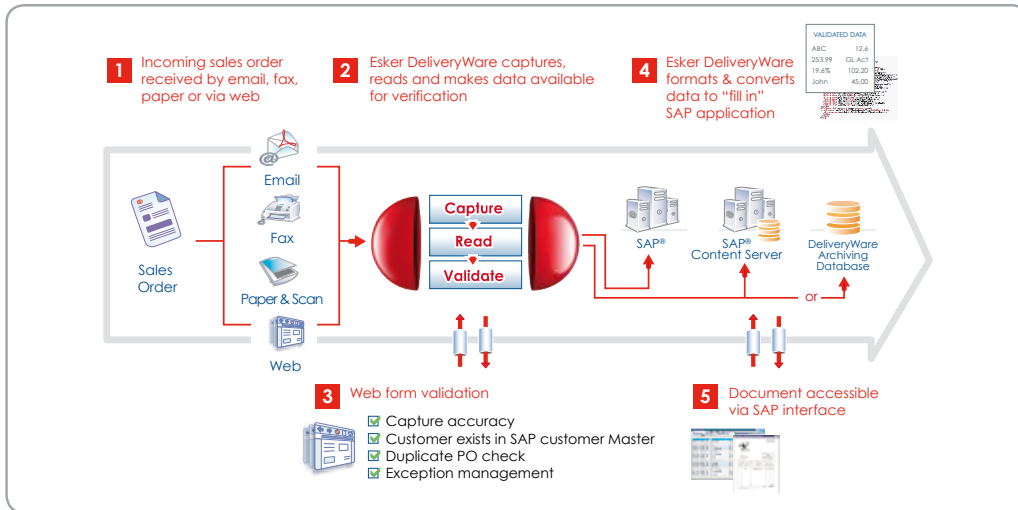 1
Incoming sales order
received by email, fax,
paper or via web
2
Esker DeliveryWare captures,
reads and makes data available
for verification
4
Esker DeliveryWare
formats & converts
data to “fill in”
SAP application
VALIDATED DATA
ABC 12,6
253.99 GL Act
19.6% 102,20
John 45,00
Sales
Order
Email
Fax
Paper & Scan
Web
Capture
Read
Validate
SAP®
SAP®
Content Server
DeliveryWare
Archiving
Database
or
3
Web form validation
Capture accuracy
Customer exists in SAP customer Master
Duplicate PO check
Exception management
5
Document accessible
via SAP interface